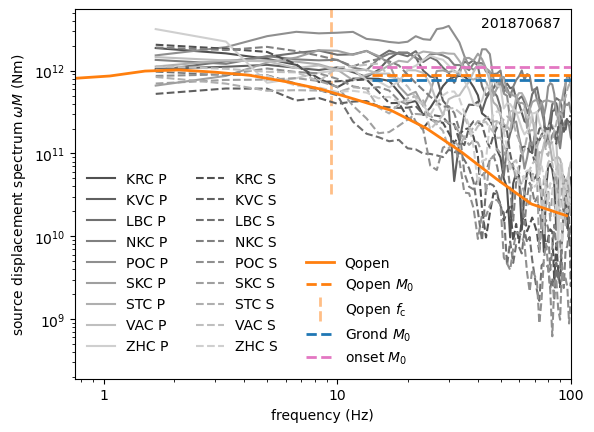 201870687
source displacement spectrum ωM (Nm)
10¹²
10¹¹
10¹⁰
10⁹
KRC P
KVC P
LBC P
NKC P
POC P
SKC P
STC P
VAC P
ZHC P
KRC S
KVC S
LBC S
NKC S
POC S
SKC S
STC S
VAC S
ZHC S
Qopen
Qopen M₀
Qopen f_c
Grond M₀
onset M₀
1 10 100
frequency (Hz)